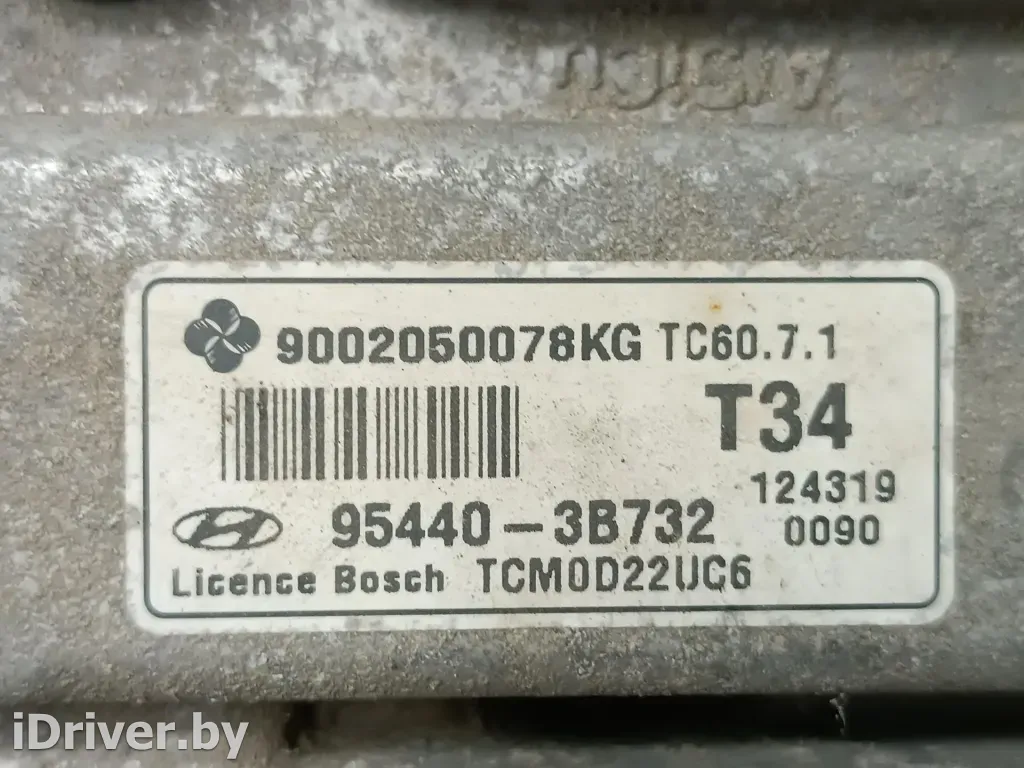 9002050078KG TC60.7.1
T34
124319
95440-3B732 0090
Licence Bosch TCM0D22UC6
iDriver.by